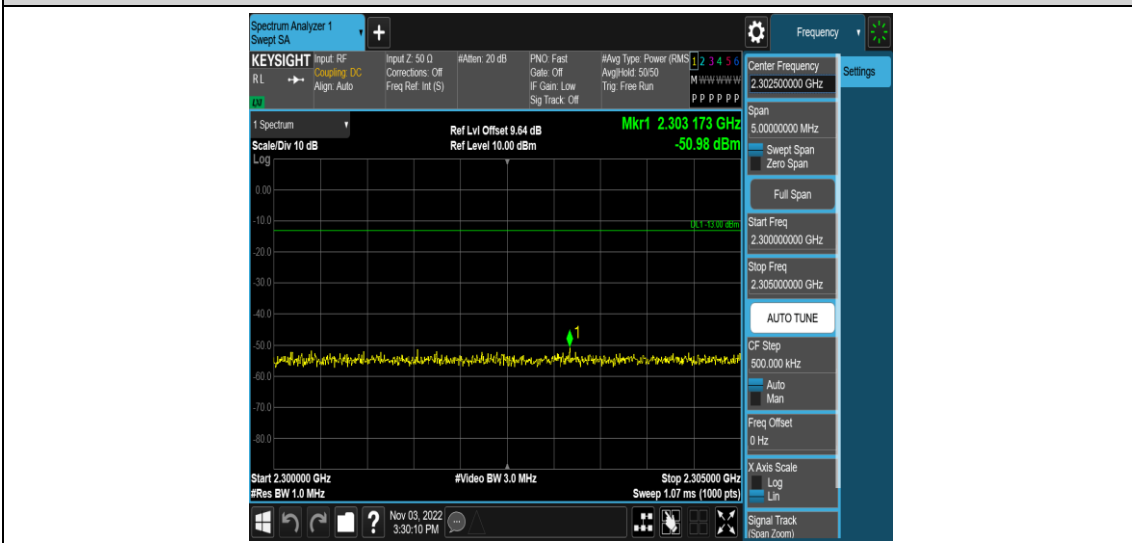 Spectrum Analyzer 1
Swept SA
+
Frequency
KEYSIGHT
RL
LM
Input: RF
Coupling: DC
Align: Auto
Input Z: 50 Ω
Corrections: Off
Freq Ref: Int (S)
#Atten: 20 dB
PNO: Fast
Gate: Off
IF Gain: Low
Sig Track: Off
#Avg Type: Power (RMS
Avg|Hold: 50/50
Trig: Free Run
1 2 3 4 5 6
M W W W W W
P P P P P P
Center Frequency
2.302500000 GHz
Settings
Span
5.00000000 MHz
Swept Span
Zero Span
Full Span
Start Freq
2.300000000 GHz
Stop Freq
2.305000000 GHz
AUTO TUNE
CF Step
500.000 kHz
Auto
Man
Freq Offset
0 Hz
X Axis Scale
Log
Lin
Signal Track
(Span Zoom)
1 Spectrum
Scale/Div 10 dB
Log
Ref Lvl Offset 9.64 dB
Ref Level 10.00 dBm
Mkr1 2.303 173 GHz
-50.98 dBm
0.00
-10.0
DL1 -13.00 dBm
-20.0
-30.0
-40.0
1
-50.0
-60.0
-70.0
-80.0
Start 2.300000 GHz
#Res BW 1.0 MHz
#Video BW 3.0 MHz
Stop 2.305000 GHz
Sweep 1.07 ms (1000 pts)
?
Nov 03, 2022
3:30:10 PM